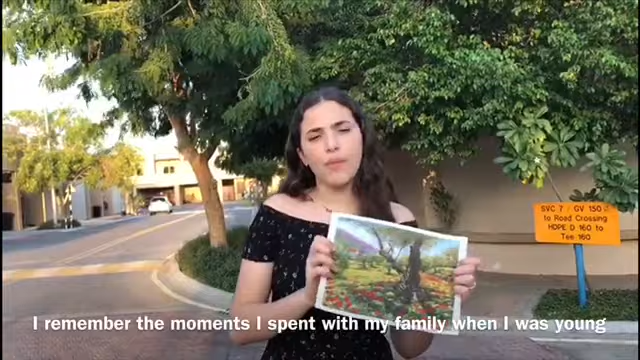 SVC 7 - GV 150
to Road Crossing
HDPE D 160
to Tee 160
I remember the moments I spent with my family when I was young